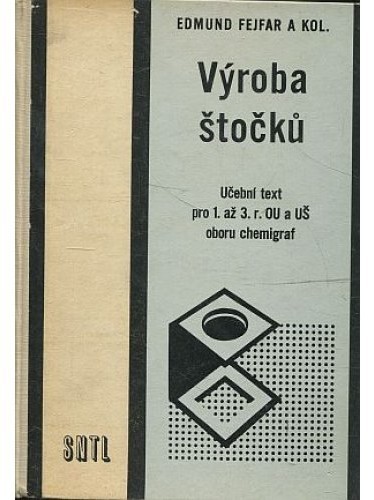 EDMUND FEJFAR A KOL.
Výroba
štočků
Učební text
pro 1. až 3. r. OU a UŠ
oboru chemigraf
SNTL